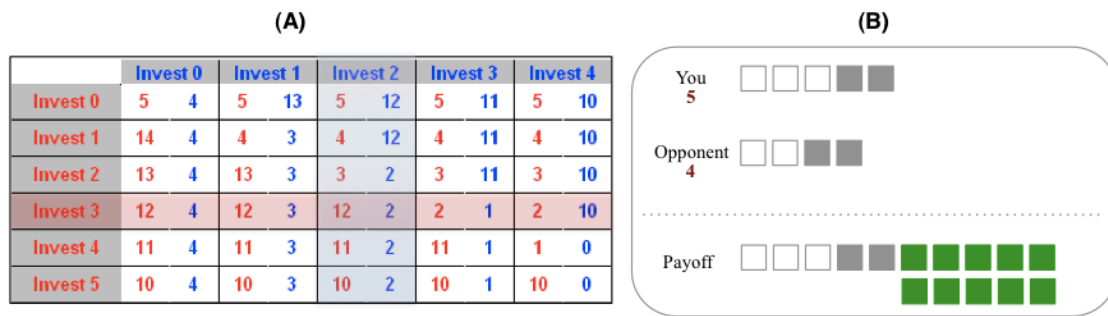 (A)
Invest 0 Invest 1 Invest 2 Invest 3 Invest 4
Invest 0 5 4 5 13 5 12 5 11 5 10
Invest 1 14 4 4 3 4 12 4 11 4 10
Invest 2 13 4 13 3 3 2 3 11 3 10
Invest 3 12 4 12 3 12 2 2 1 2 10
Invest 4 11 4 11 3 11 2 11 1 1 0
Invest 5 10 4 10 3 10 2 10 1 10 0
(B)
You
5
Opponent
4
Payoff